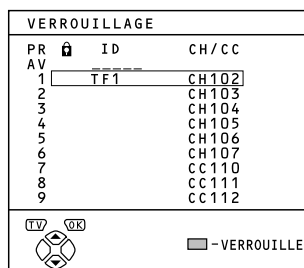 VERROUILLAGE
PR ID CH/CC
AV _____
1 TF1 CH102
2 CH103
3 CH104
4 CH105
5 CH106
6 CH107
7 CC110
8 CC111
9 CC112
TV OK
-VERROUILLE